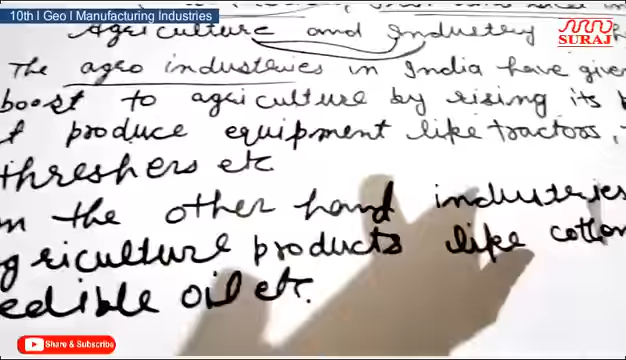 10th I Geo I Manufacturing Industries
SURAJ
Agriculture and Industry
The agro industries in India have give
boost to agriculture by rising its
produce equipment like tractors,
threshers etc
the other hand industries
griculture products like cotton
edible oil etc.
Share & Subscribe